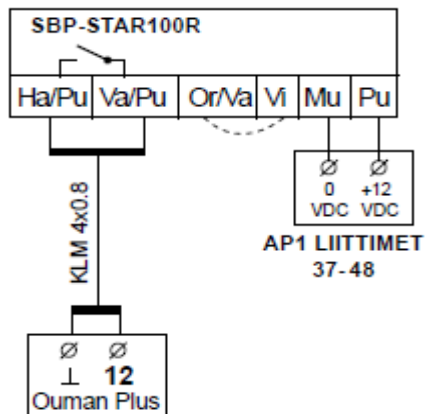 SBP-STAR100R
Ha/Pu Va/Pu Or/Va Vi Mu Pu
0 +12
VDC VDC
AP1 LIITTIMET
37-48
KLM 4x0.8
⊥ 12
Ouman Plus